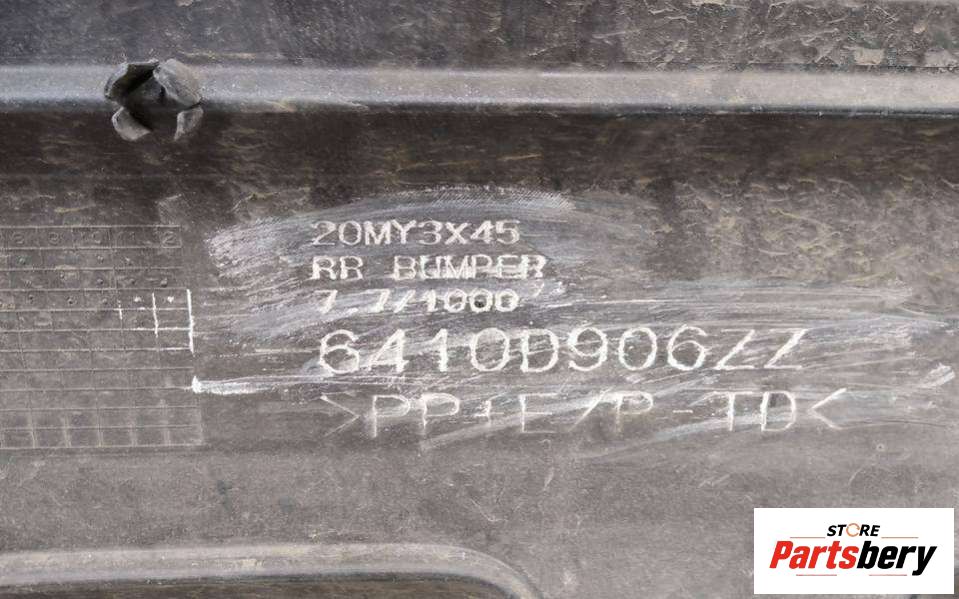 20MY3X45
RR BUMPER
7.7/1000
6410D906ZZ
>PP+E/P-TD<
STORE
Partsbery